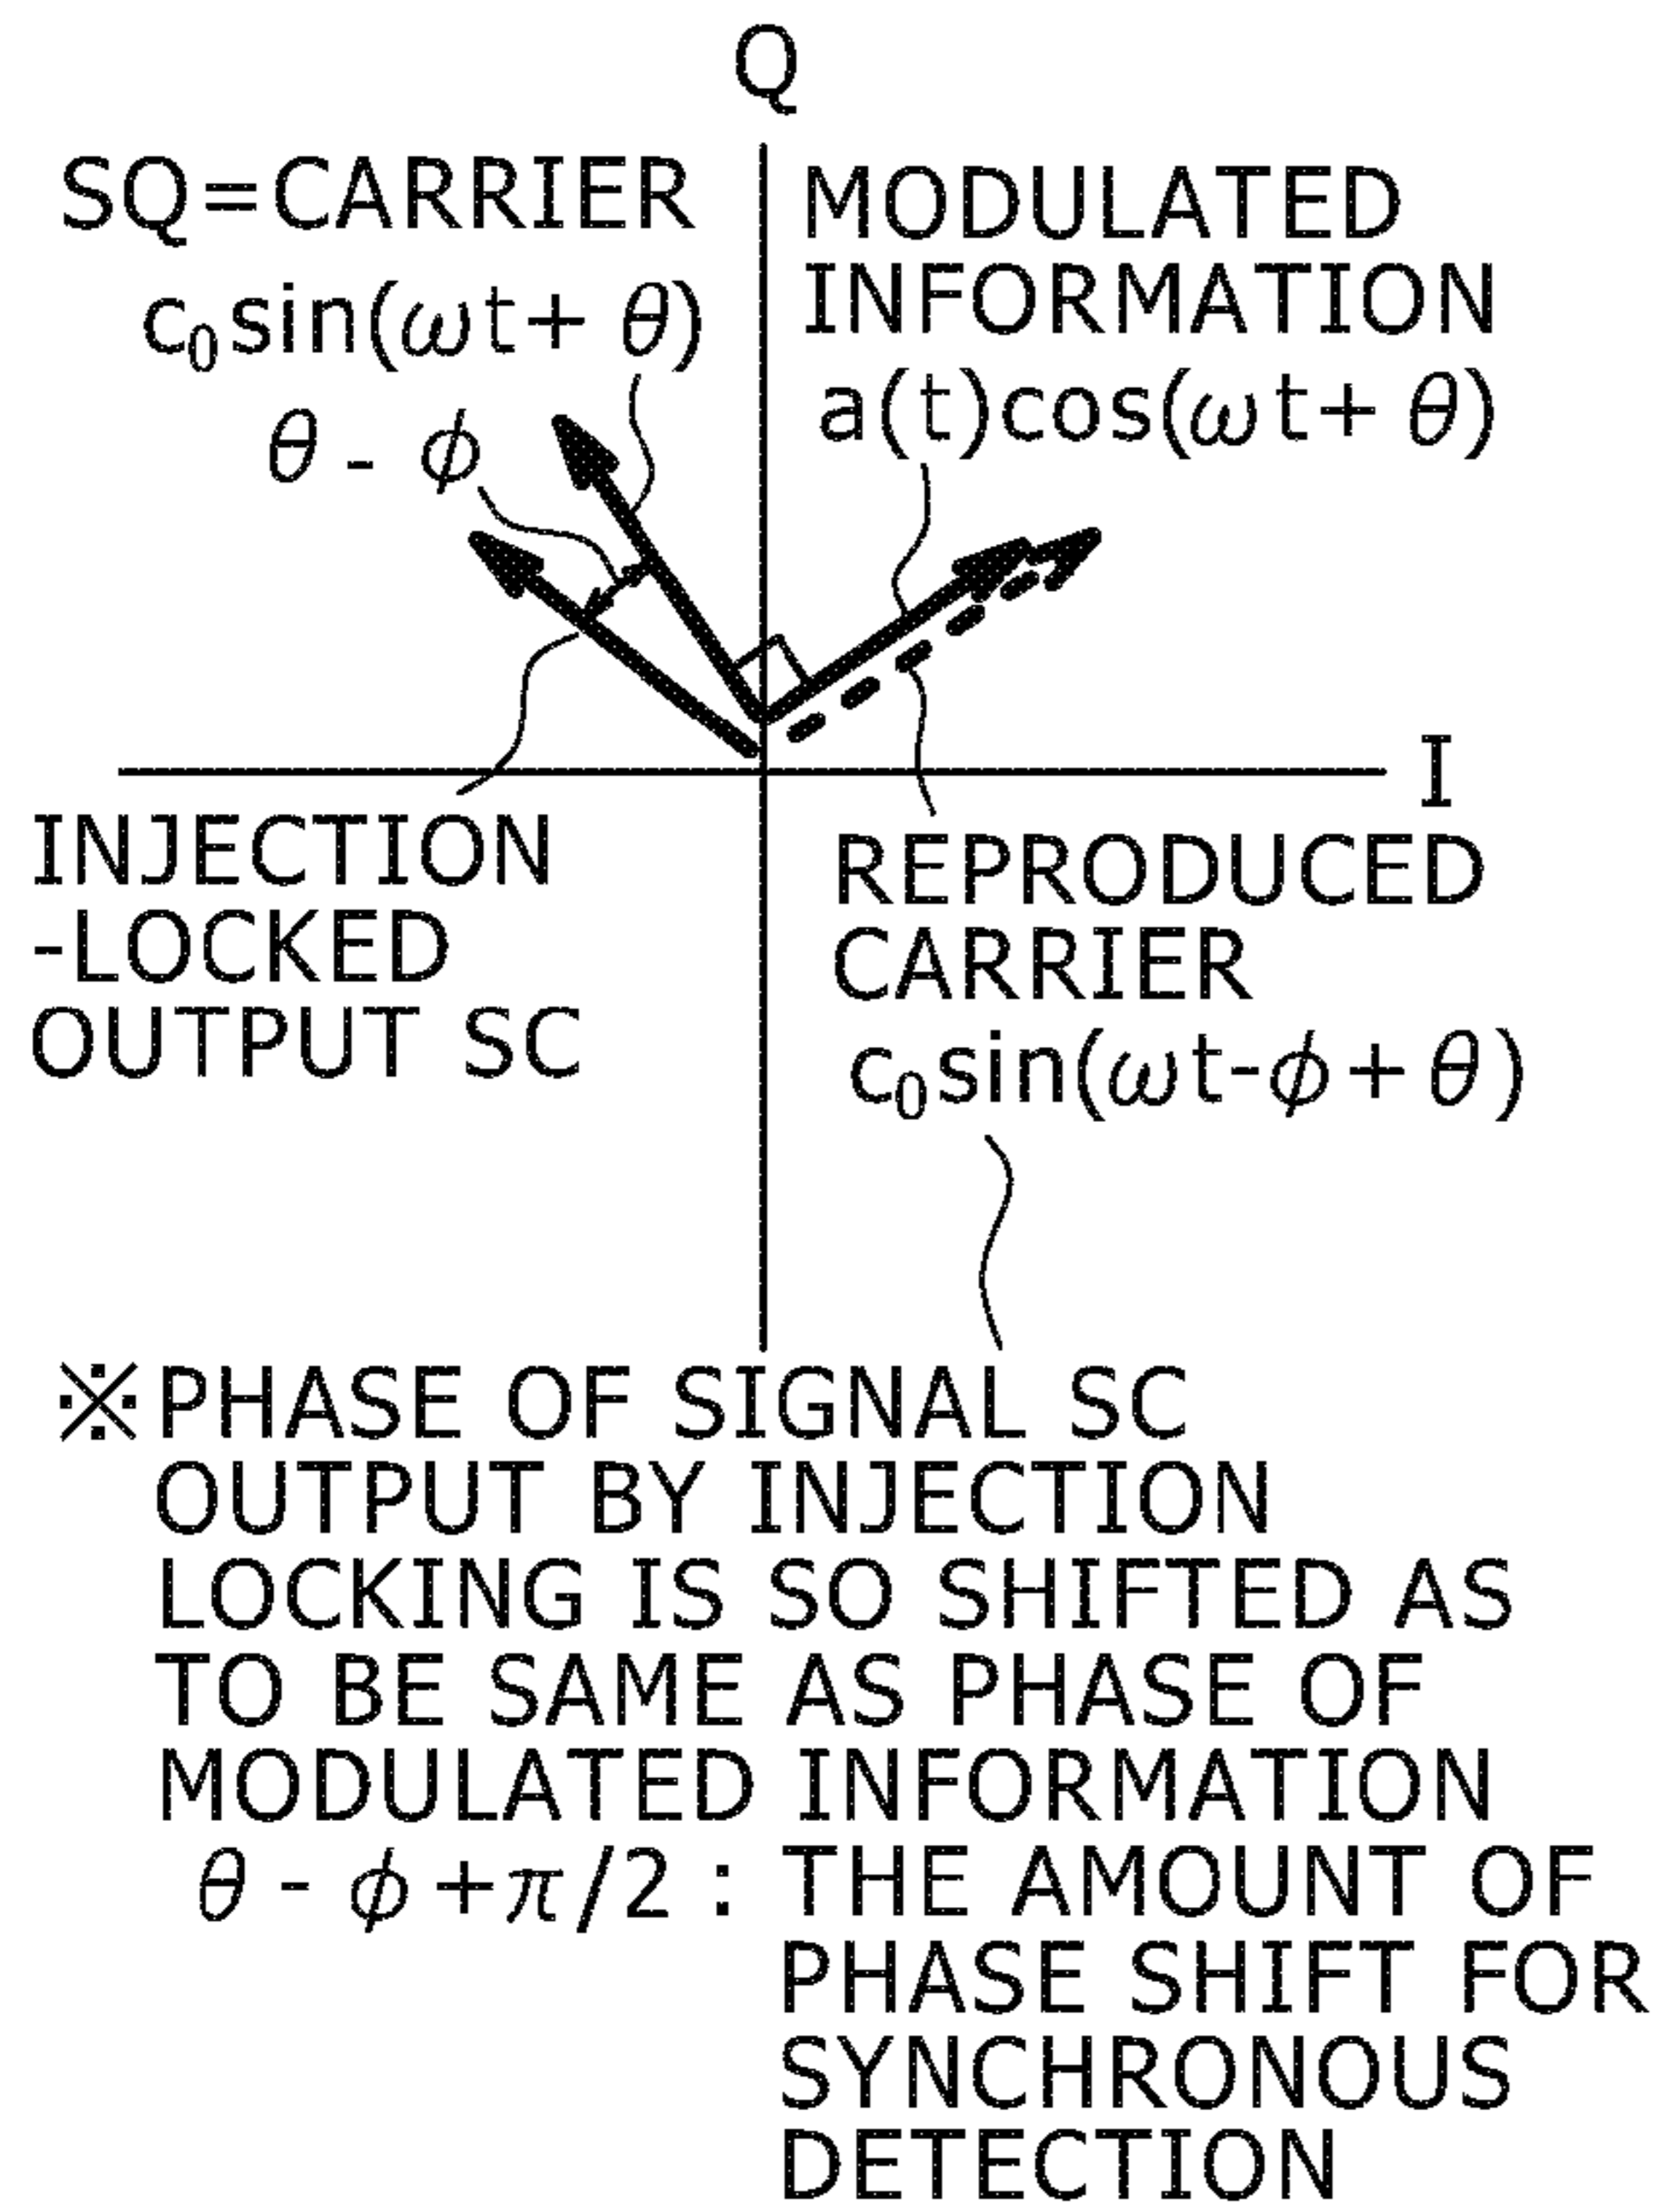 Q
SQ=CARRIER
c₀sin(ωt+ θ)
θ - ϕ
MODULATED
INFORMATION
a(t)cos(ωt+ θ)
I
INJECTION
-LOCKED
OUTPUT SC
REPRODUCED
CARRIER
c₀sin(ωt-ϕ+ θ)
※PHASE OF SIGNAL SC
OUTPUT BY INJECTION
LOCKING IS SO SHIFTED AS
TO BE SAME AS PHASE OF
MODULATED INFORMATION
θ - ϕ+π/2 : THE AMOUNT OF
PHASE SHIFT FOR
SYNCHRONOUS
DETECTION